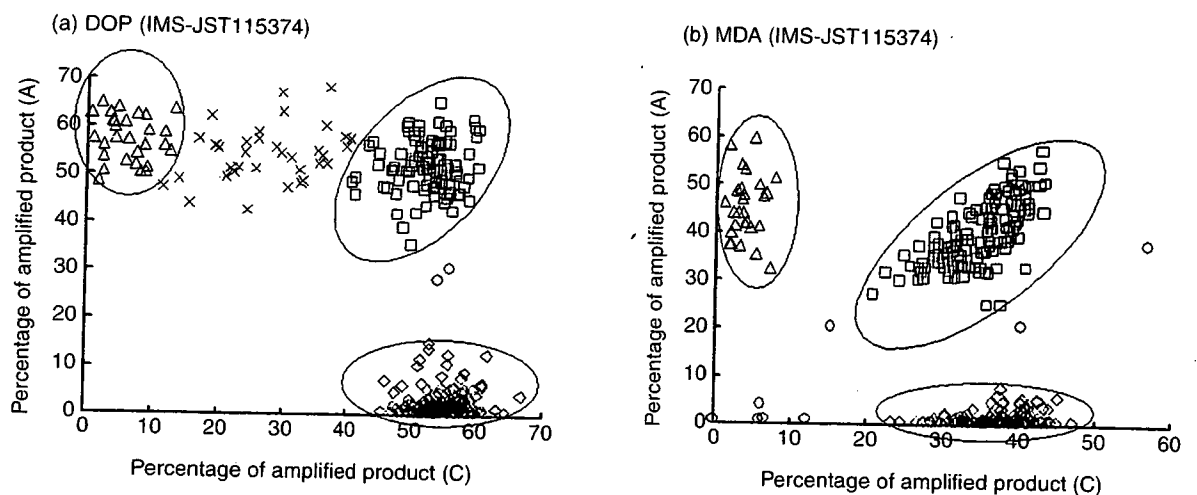 (a) DOP (IMS-JST115374)
Percentage of amplified product (A)
70
60
50
40
30
20
10
0
0 10 20 30 40 50 60 70
Percentage of amplified product (C)
(b) MDA (IMS-JST115374)
Percentage of amplified product (A)
70
60
50
40
30
20
10
0
0 10 20 30 40 50 60
Percentage of amplified product (C)